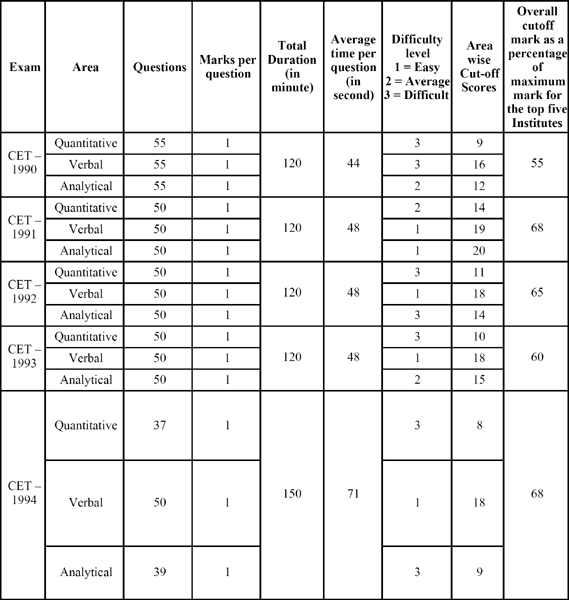 Exam
Area
Questions
Marks per
question
Total
Duration
(in
minute)
Average
time per
question
(in
second)
Difficulty
level
1 = Easy
2 = Average
3 = Difficult
Area
wise
Cut-off
Scores
Overall
cutoff
mark as a
percentage
of
maximum
mark for
the top five
Institutes
CET –
1990
Quantitative 55 1 3 9
Verbal 55 1 120 44 3 16 55
Analytical 55 1 2 12
CET –
1991
Quantitative 50 1 2 14
Verbal 50 1 120 48 1 19 68
Analytical 50 1 1 20
CET –
1992
Quantitative 50 1 3 11
Verbal 50 1 120 48 1 18 65
Analytical 50 1 3 14
CET –
1993
Quantitative 50 1 3 10
Verbal 50 1 120 48 1 18 60
Analytical 50 1 2 15
CET –
1994
Quantitative 37 1 3 8
Verbal 50 1 150 71 1 18 68
Analytical 39 1 3 9